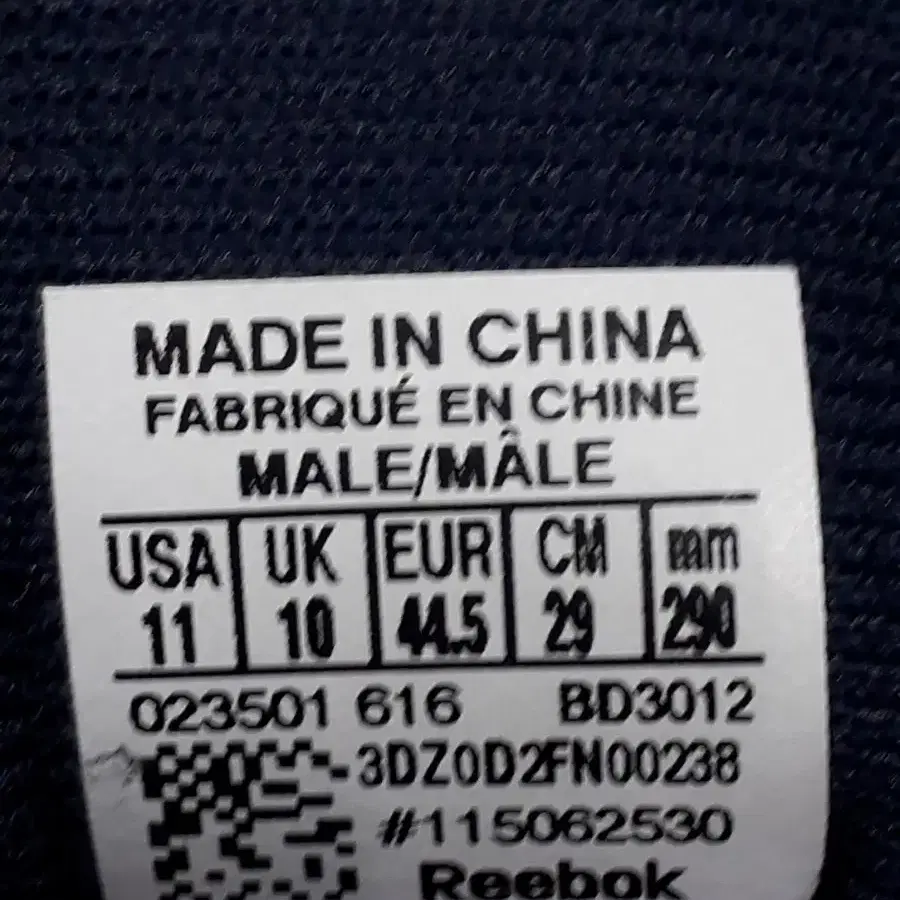 MADE IN CHINA
FABRIQUÉ EN CHINE
MALE/MÂLE
USA UK EUR CM mm
11 10 44.5 29 290
023501 616 BD3012
3DZ0D2FN00238
#115062530
Reebok